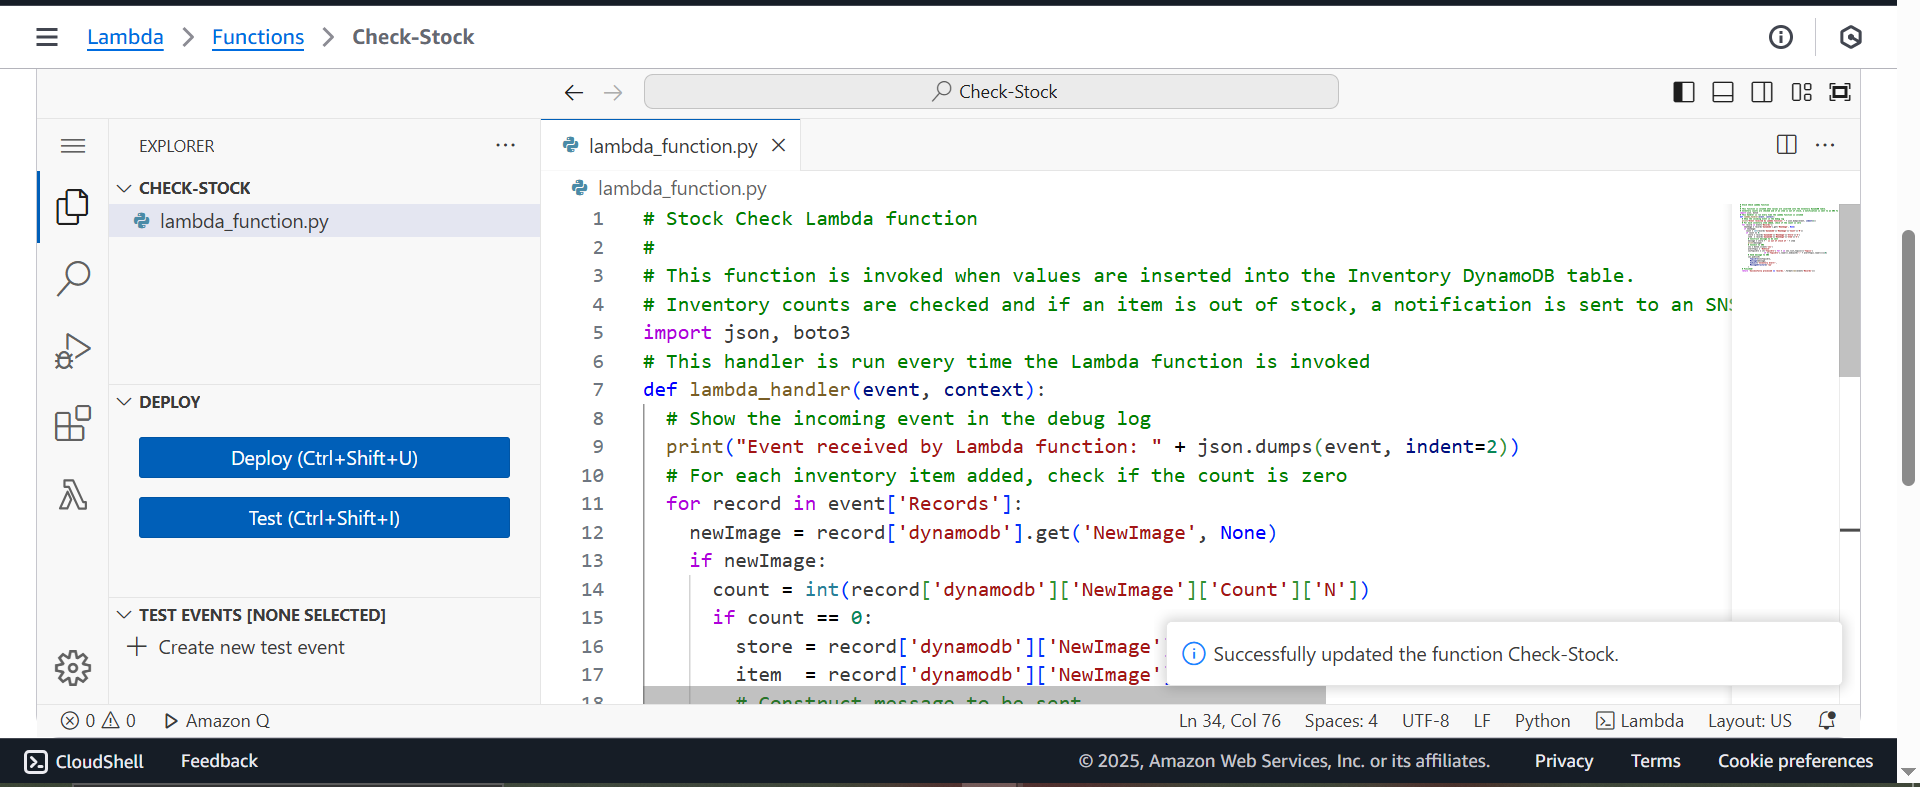 Lambda > Functions > Check-Stock
Check-Stock
EXPLORER
CHECK-STOCK
lambda_function.py
DEPLOY
Deploy (Ctrl+Shift+U)
Test (Ctrl+Shift+I)
TEST EVENTS [NONE SELECTED]
+ Create new test event
lambda_function.py
lambda_function.py
1 # Stock Check Lambda function
2 #
3 # This function is invoked when values are inserted into the Inventory DynamoDB table.
4 # Inventory counts are checked and if an item is out of stock, a notification is sent to an SNS
5 import json, boto3
6 # This handler is run every time the Lambda function is invoked
7 def lambda_handler(event, context):
8 # Show the incoming event in the debug log
9 print("Event received by Lambda function: " + json.dumps(event, indent=2))
10 # For each inventory item added, check if the count is zero
11 for record in event['Records']:
12 newImage = record['dynamodb'].get('NewImage', None)
13 if newImage:
14 count = int(record['dynamodb']['NewImage']['Count']['N'])
15 if count == 0:
16 store = record['dynamodb']['NewImage'
17 item  = record['dynamodb']['NewImage'
18 # Construct message to be sent
Successfully updated the function Check-Stock.
0 0 Amazon Q
Ln 34, Col 76 Spaces: 4 UTF-8 LF Python Lambda Layout: US
CloudShell Feedback
© 2025, Amazon Web Services, Inc. or its affiliates. Privacy Terms Cookie preferences